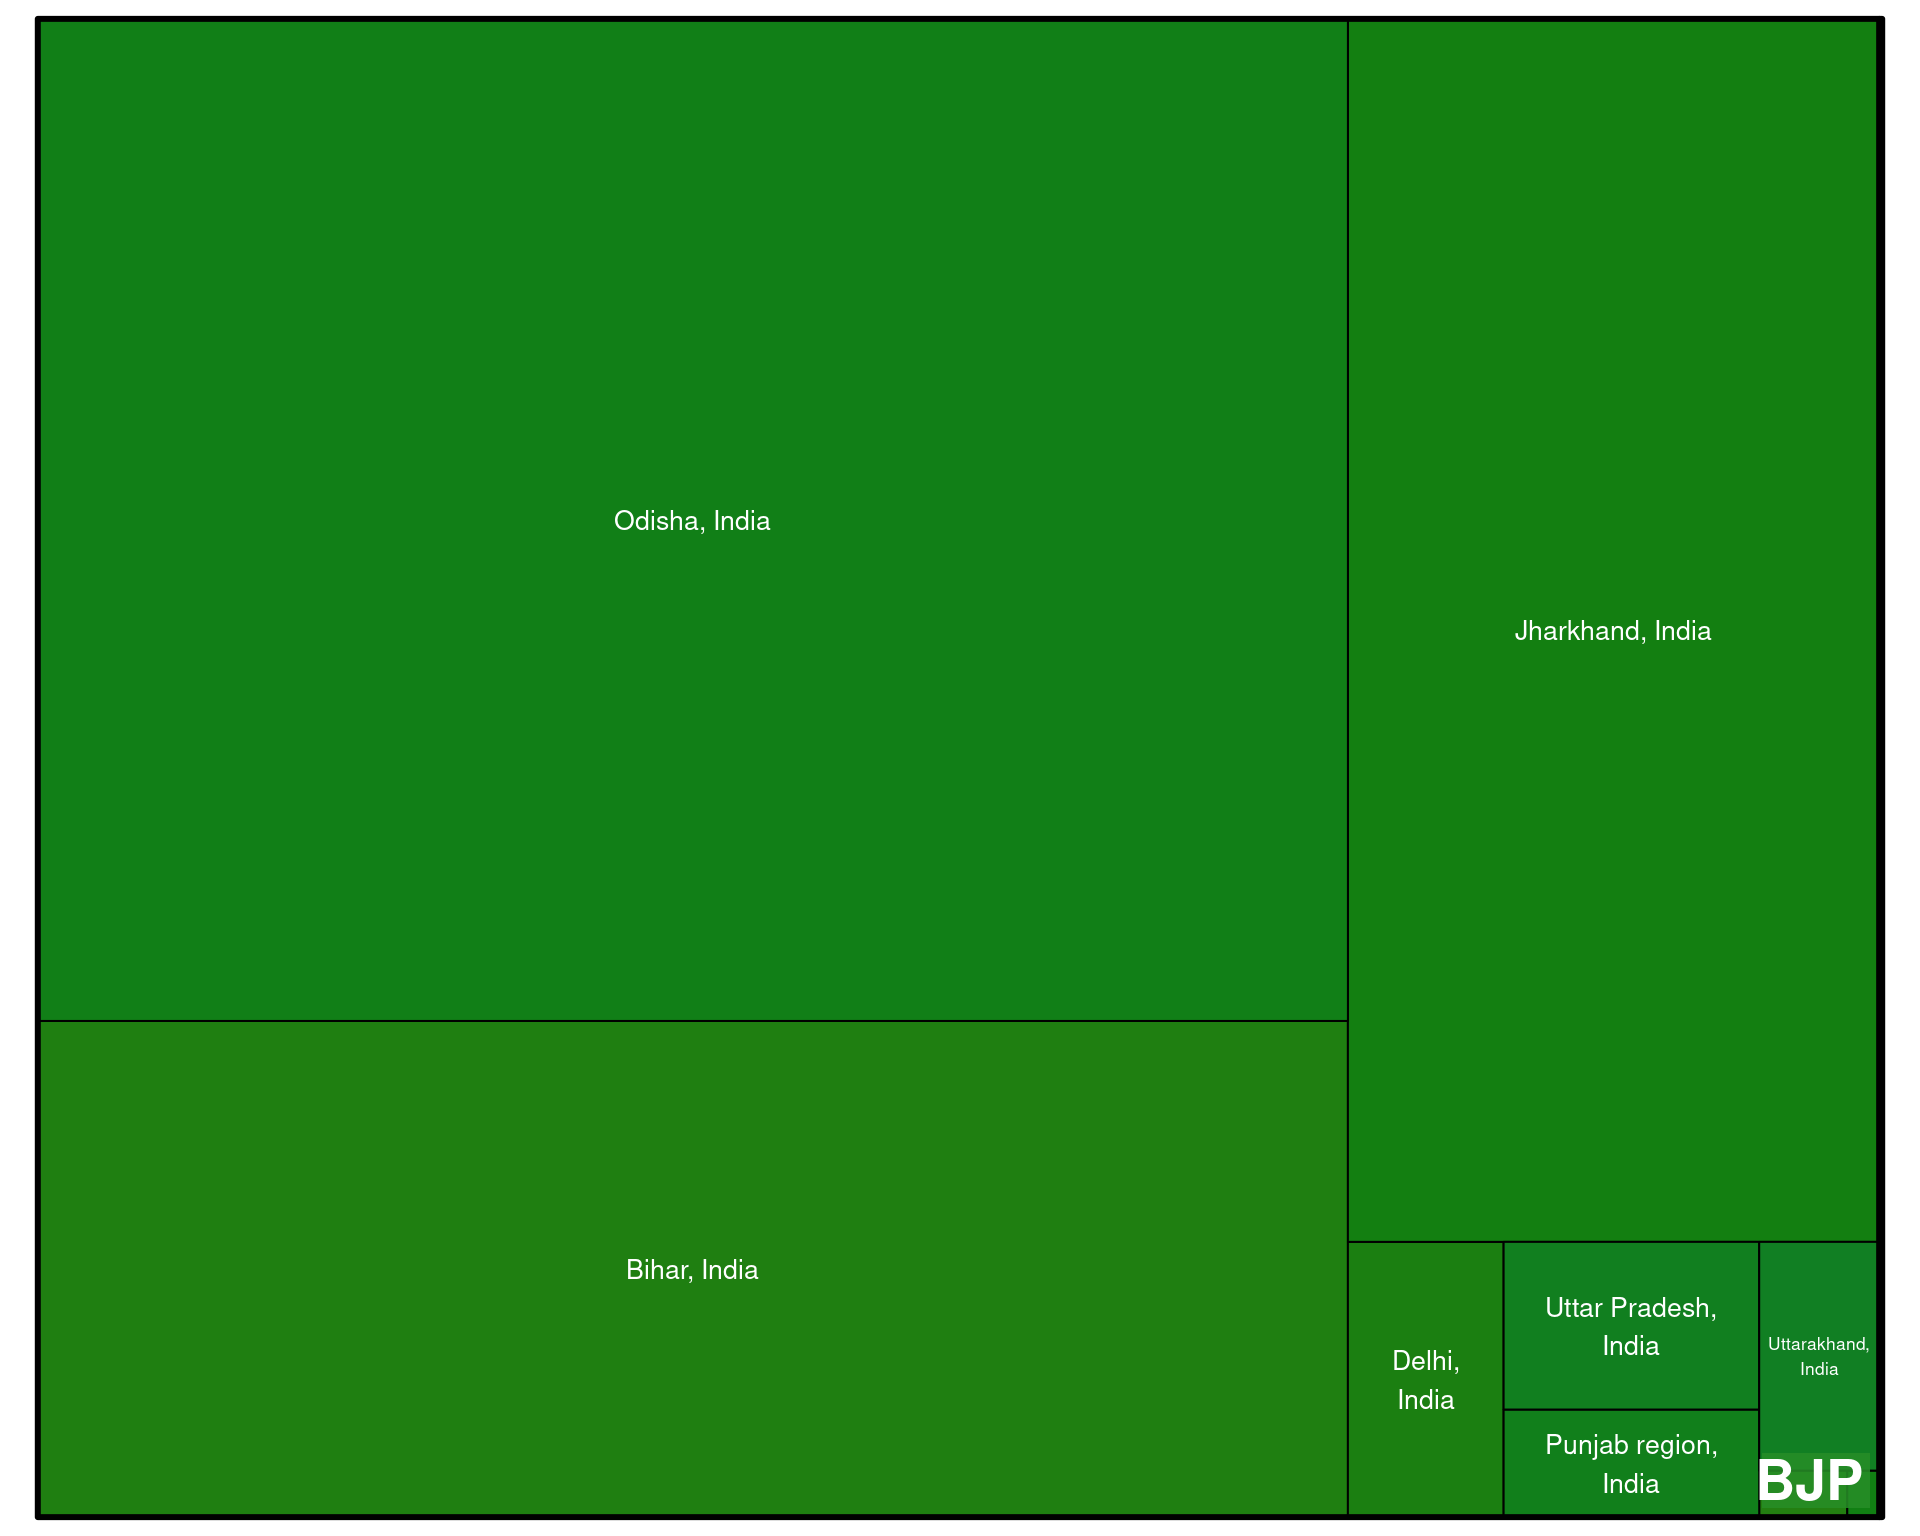 Odisha, India
Jharkhand, India
Bihar, India
Delhi,
India
Uttar Pradesh,
India
Uttarakhand,
India
Punjab region,
India
BJP